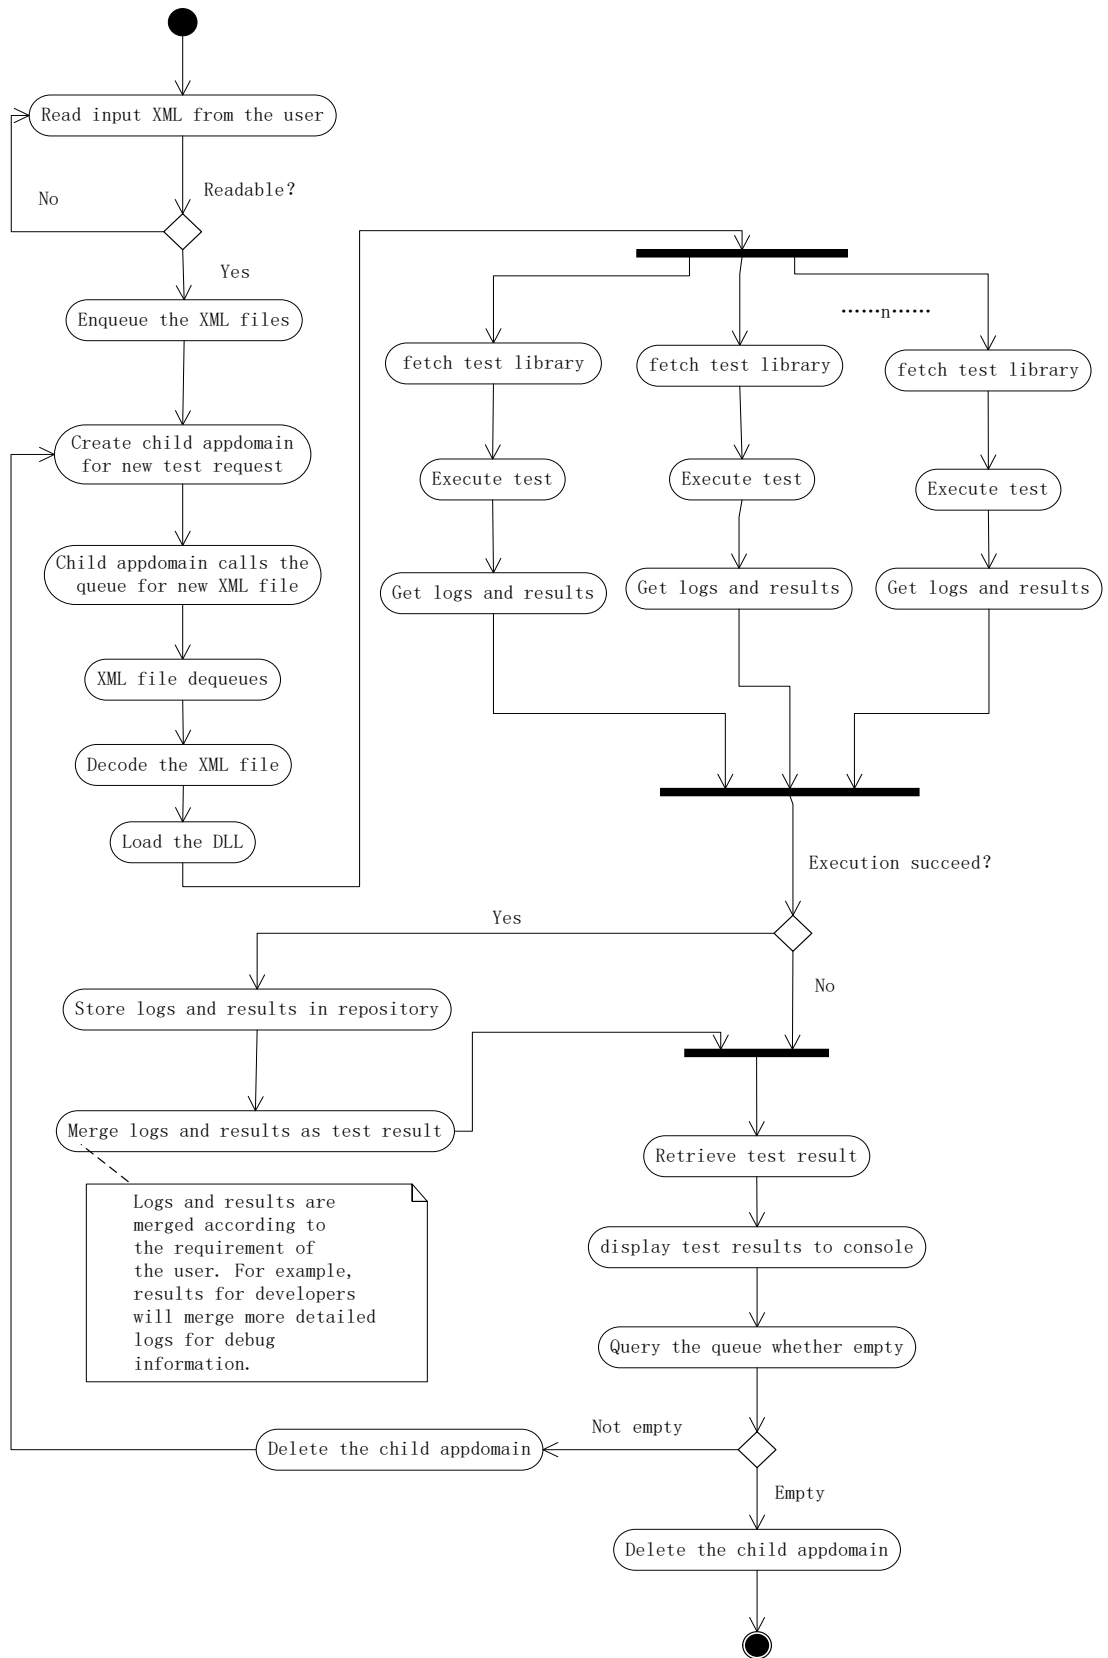 Read input XML from the user
Readable?
No
Yes
Enqueue the XML files
Create child appdomain
for new test request
Child appdomain calls the
queue for new XML file
XML file dequeues
Decode the XML file
Load the DLL
······n······
fetch test library
fetch test library
fetch test library
Execute test
Execute test
Execute test
Get logs and results
Get logs and results
Get logs and results
Execution succeed?
Yes
No
Store logs and results in repository
Merge logs and results as test result
Logs and results are
merged according to
the requirement of
the user. For example,
results for developers
will merge more detailed
logs for debug
information.
Retrieve test result
display test results to console
Query the queue whether empty
Not empty
Delete the child appdomain
Empty
Delete the child appdomain